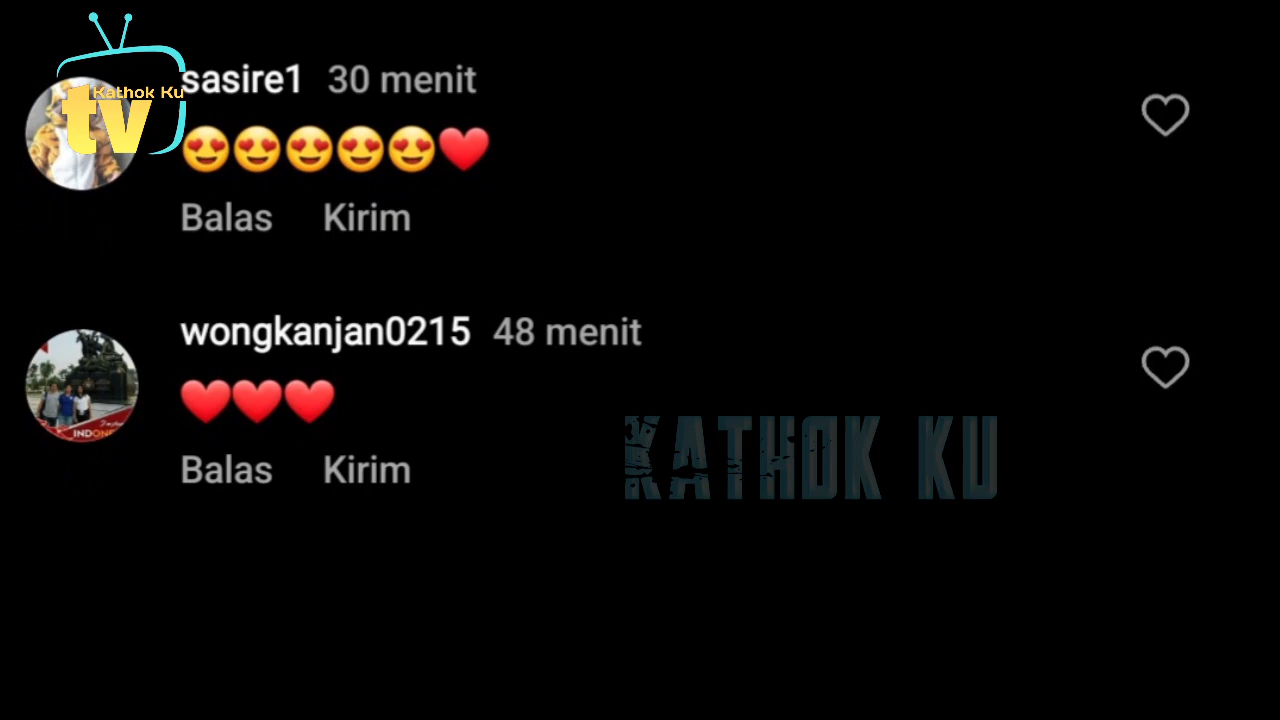 Kathok Ku
tv
sasire1 30 menit
😍😍😍😍😍❤️
Balas Kirim
wongkanjan0215 48 menit
❤️❤️❤️
Balas Kirim
KATHOK KU